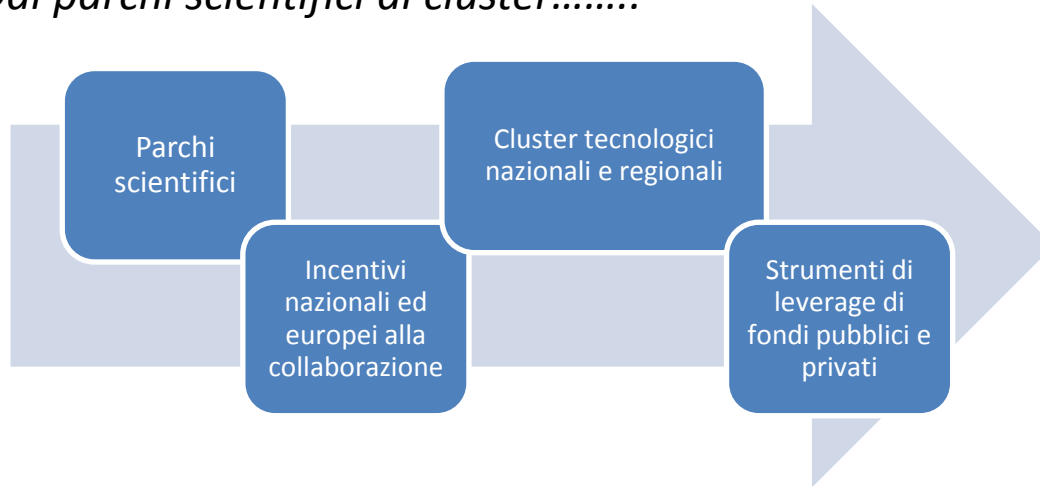 Dai parchi scientifici ai cluster........
Parchi
scientifici
Incentivi
nazionali ed
europei alla
collaborazione
Cluster tecnologici
nazionali e regionali
Strumenti di
leverage di
fondi pubblici e
privati